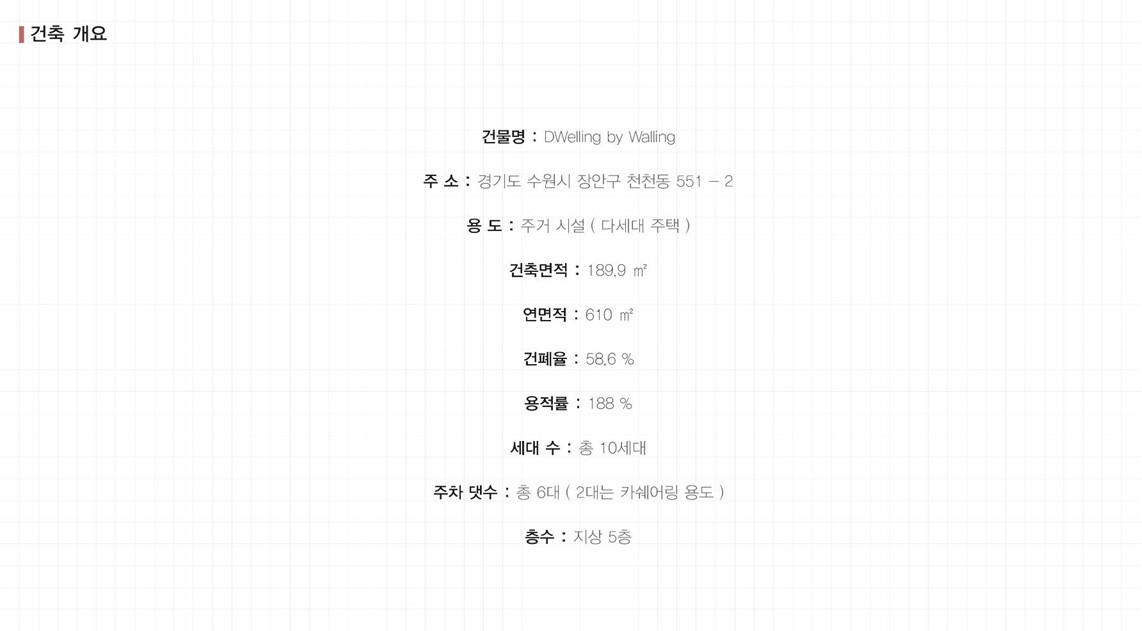 건축 개요
건물명 : DWelling by Walling
주 소 : 경기도 수원시 장안구 천천동 551 - 2
용 도 : 주거 시설 ( 다세대 주택 )
건축면적 : 189.9 ㎡
연면적 : 610 ㎡
건폐율 : 58.6 %
용적률 : 188 %
세대 수 : 총 10세대
주차 댓수 : 총 6대 ( 2대는 카쉐어링 용도 )
층수 : 지상 5층